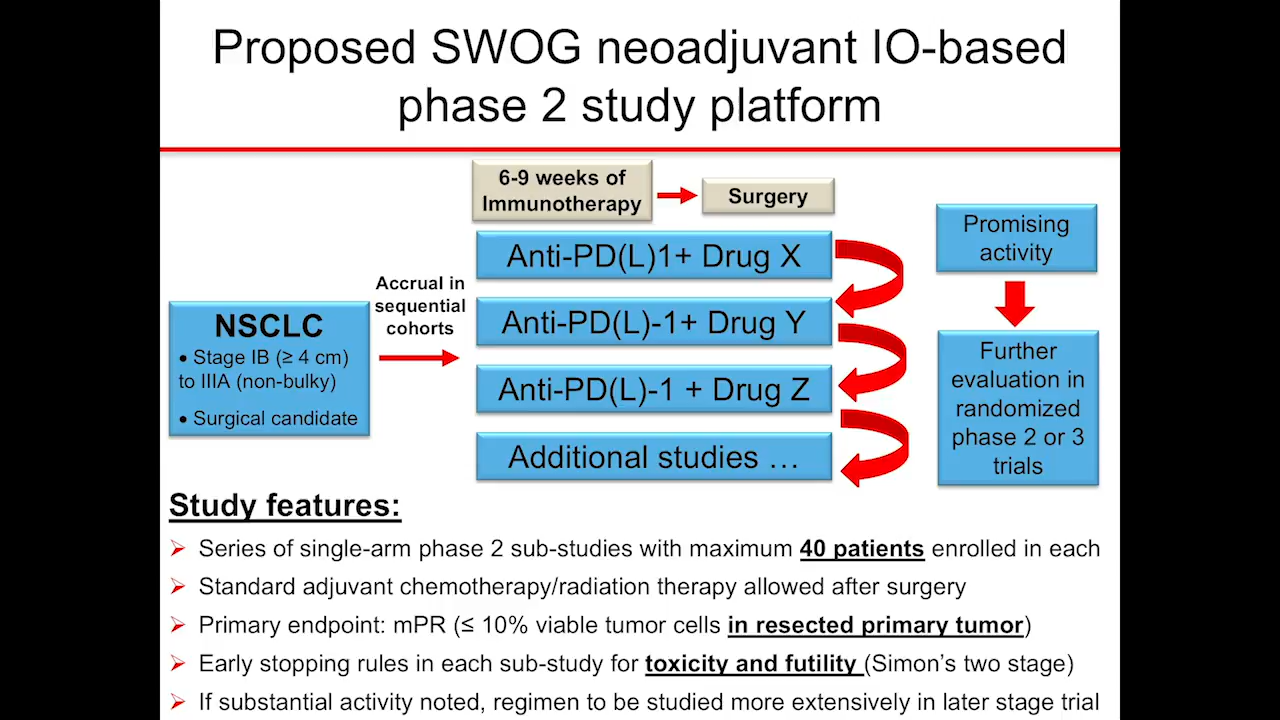 Proposed SWOG neoadjuvant IO-based
phase 2 study platform
6-9 weeks of
Immunotherapy
Surgery
Anti-PD(L)1+ Drug X
Anti-PD(L)-1+ Drug Y
Anti-PD(L)-1 + Drug Z
Additional studies …
Accrual in
sequential
cohorts
NSCLC
• Stage IB (≥ 4 cm)
to IIIA (non-bulky)
• Surgical candidate
Promising
activity
Further
evaluation in
randomized
phase 2 or 3
trials
Study features:
➢ Series of single-arm phase 2 sub-studies with maximum 40 patients enrolled in each
➢ Standard adjuvant chemotherapy/radiation therapy allowed after surgery
➢ Primary endpoint: mPR (≤ 10% viable tumor cells in resected primary tumor)
➢ Early stopping rules in each sub-study for toxicity and futility (Simon’s two stage)
➢ If substantial activity noted, regimen to be studied more extensively in later stage trial